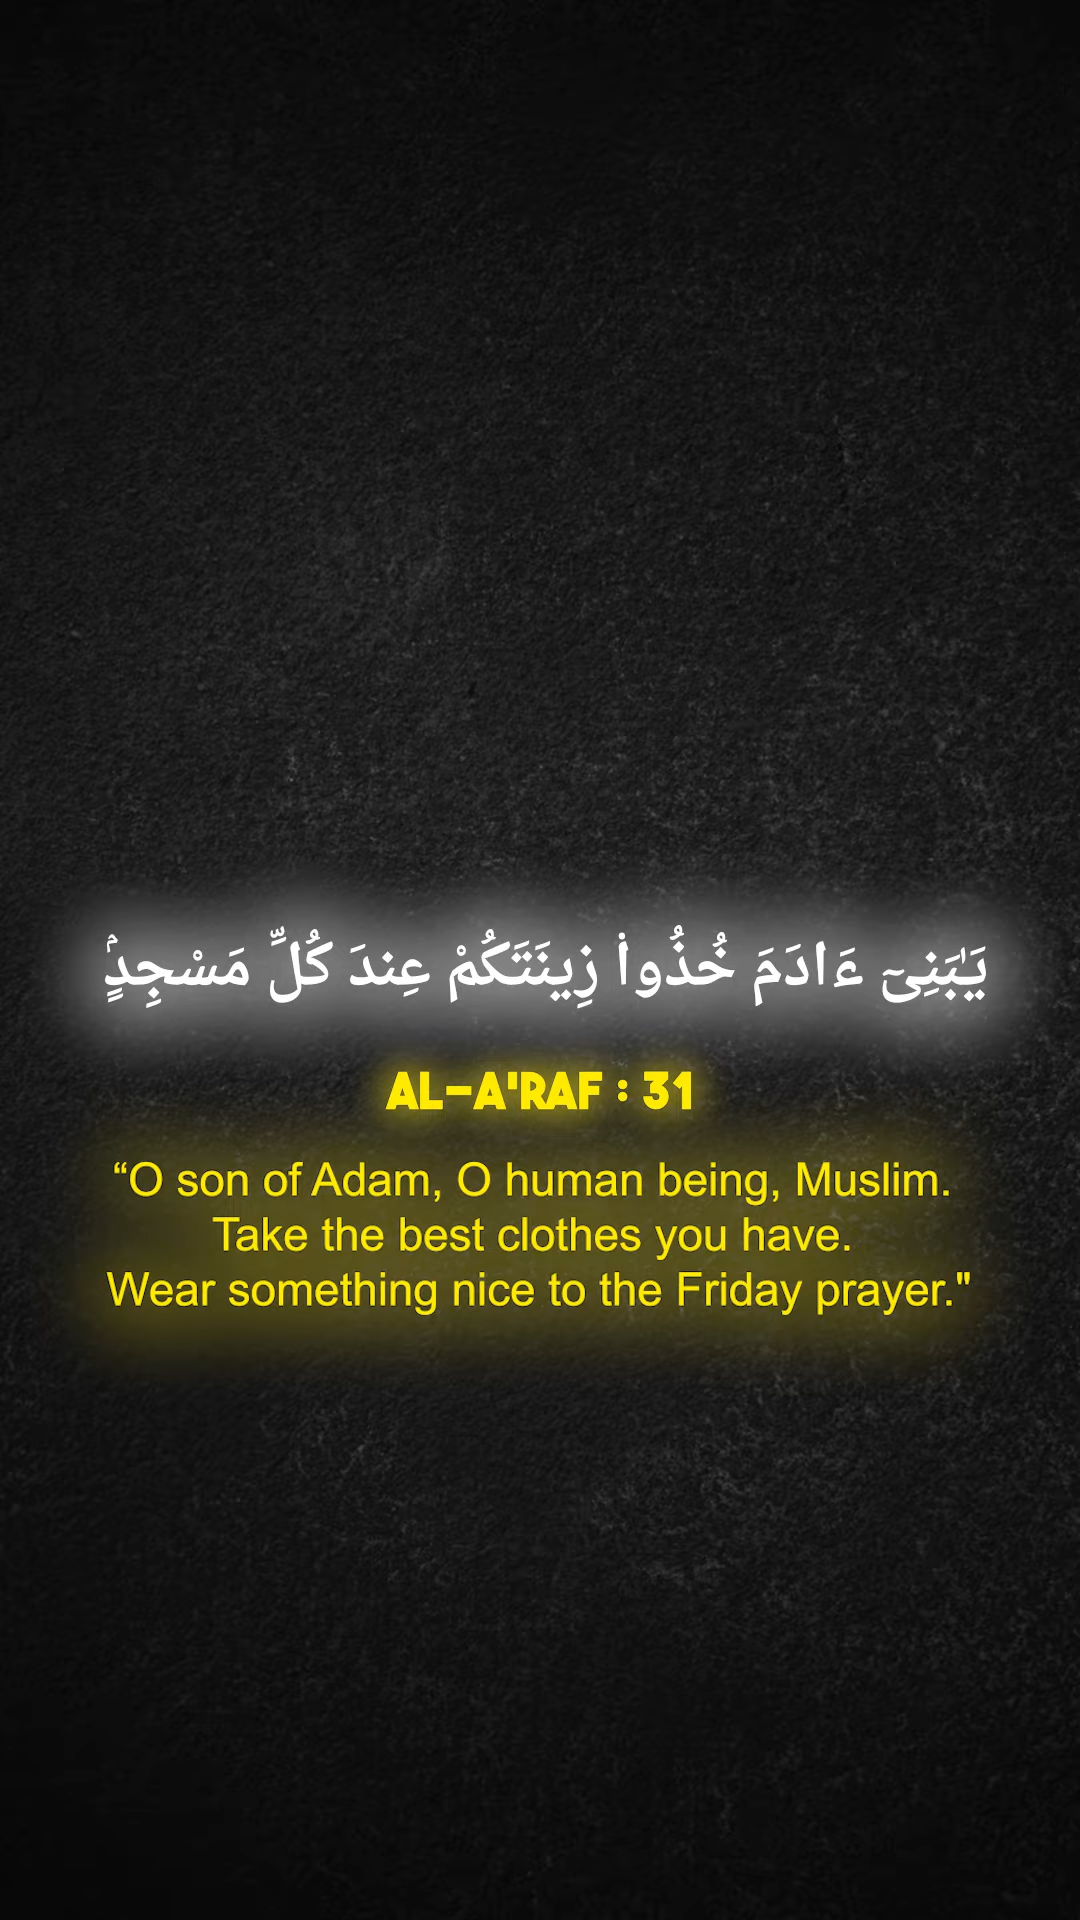 يَـٰبَنِىٓ ءَادَمَ خُذُوا۟ زِينَتَكُمْ عِندَ كُلِّ مَسْجِدٍۢ
AL-A'RAF : 31
“O son of Adam, O human being, Muslim.
Take the best clothes you have.
Wear something nice to the Friday prayer."